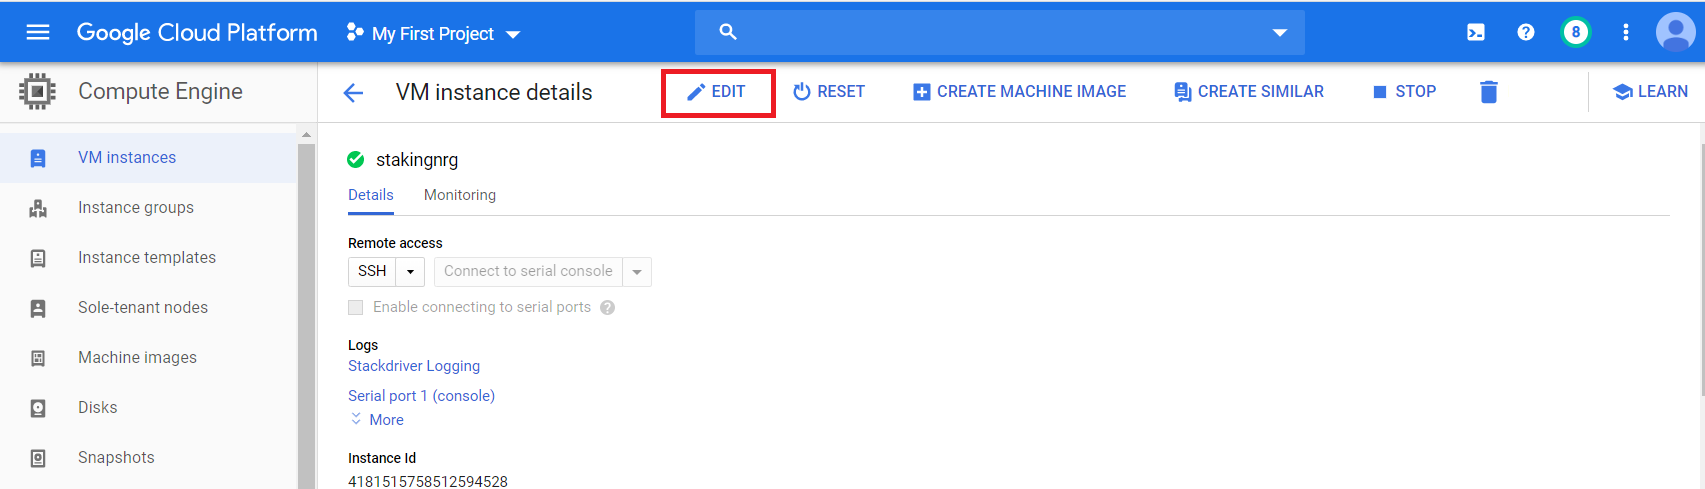 Google Cloud Platform My First Project 8
Compute Engine
VM instance details EDIT RESET CREATE MACHINE IMAGE CREATE SIMILAR STOP LEARN
VM instances
Instance groups
Instance templates
Sole-tenant nodes
Machine images
Disks
Snapshots
stakingnrg
Details Monitoring
Remote access
SSH Connect to serial console
Enable connecting to serial ports ?
Logs
Stackdriver Logging
Serial port 1 (console)
More
Instance Id
4181515758512594528